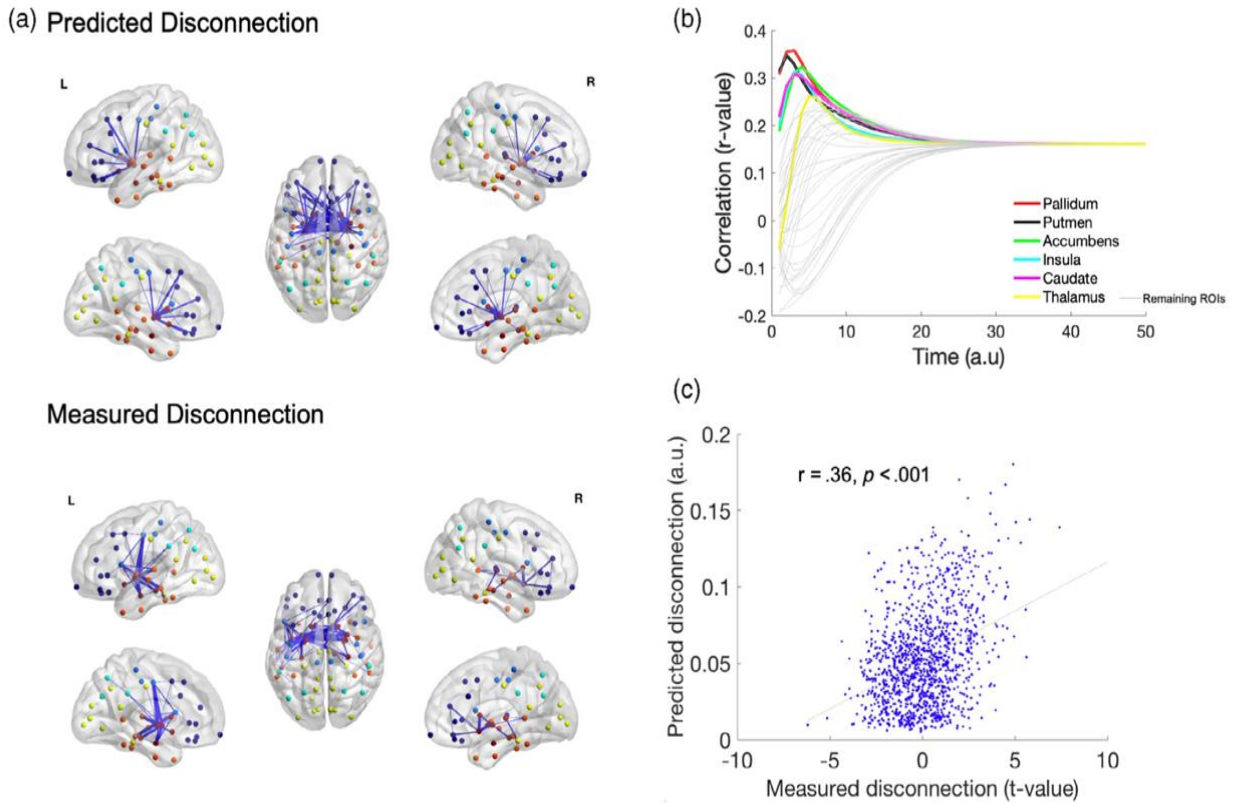 (a) Predicted Disconnection
L
R
Measured Disconnection
L
R
(b)
Correlation (r-value)
0.4
0.3
0.2
0.1
0
-0.1
-0.2
Pallidum
Putmen
Accumbens
Insula
Caudate
Thalamus
Remaining ROIs
0
10
20
30
40
50
Time (a.u)
(c)
Predicted disconnection (a.u.)
0.2
0.15
0.1
0.05
0
r = .36, p < .001
-10
-5
0
5
10
Measured disconnection (t-value)